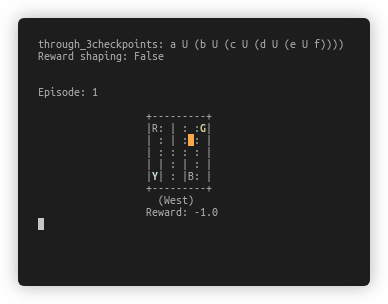 through_3checkpoints: a U (b U (c U (d U (e U f))))
Reward shaping: False
Episode: 1
+---------+
|R: | : :G|
| : | : : |
| : : : : |
| | : | : |
|Y| : |B: |
+---------+
(West)
Reward: -1.0